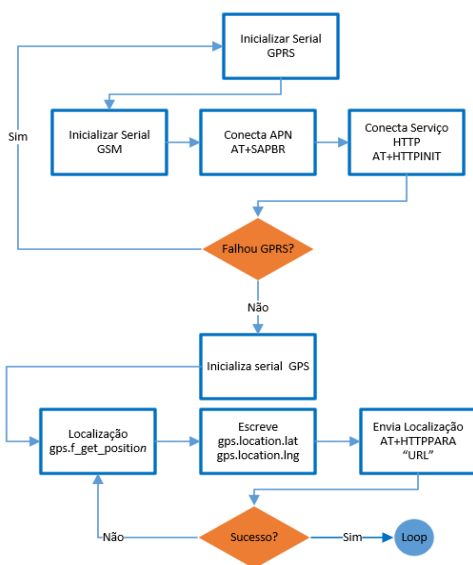 Inicializar Serial
GPRS
Sim
Inicializar Serial
GSM
Conecta APN
AT+SAPBR
Conecta Serviço
HTTP
AT+HTTPINIT
Falhou GPRS?
Não
Inicializa serial  GPS
Localização
gps.f_get_position
Escreve
gps.location.lat
gps.location.lng
Envia Localização
AT+HTTPPARA
“URL”
Não
Sucesso?
Sim
Loop